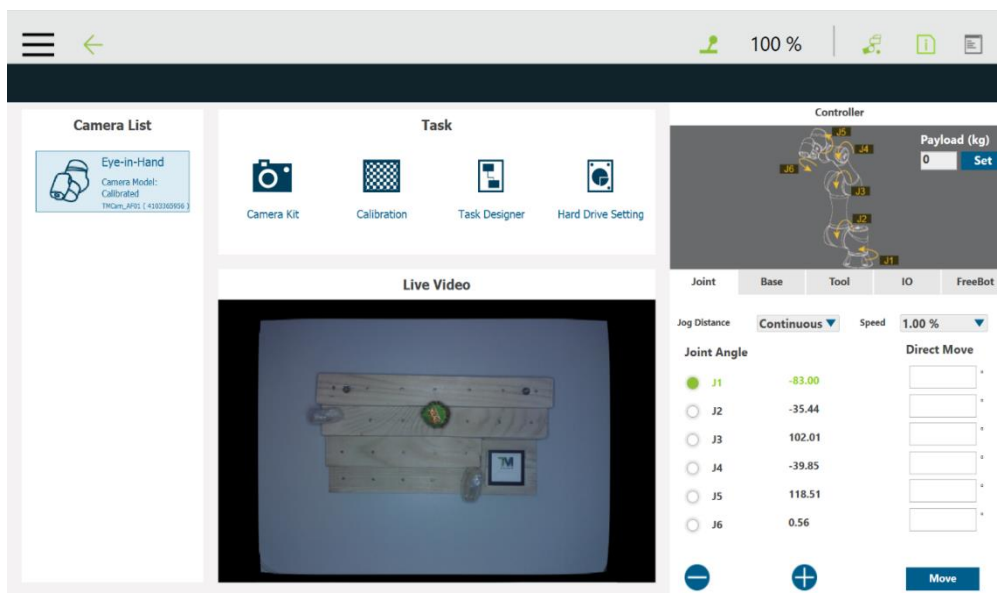 100 %
Camera List
Eye-in-Hand
Camera Model:
Calibrated
TMCam_AF01 ( 4103365936 )
Task
Camera Kit
Calibration
Task Designer
Hard Drive Setting
Live Video
TM
Controller
J5
J4
J6
J3
J2
J1
Payload (kg)
0
Set
Joint
Base
Tool
IO
FreeBot
Jog Distance
Continuous
Speed
1.00 %
Joint Angle
Direct Move
J1 -83.00 °
J2 -35.44 °
J3 102.01 °
J4 -39.85 °
J5 118.51 °
J6 0.56 °
Move